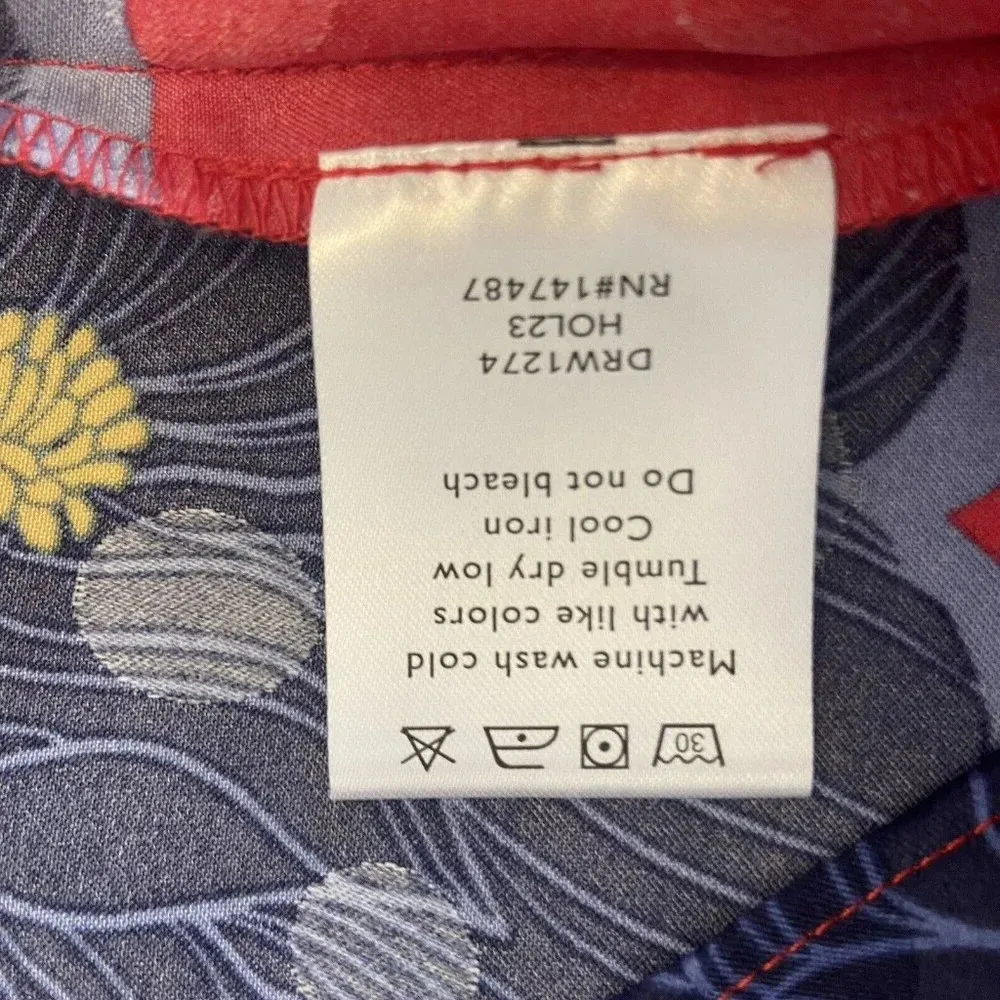 30
Machine wash cold
with like colors
Tumble dry low
Cool iron
Do not bleach
DRW1274
HOL23
RN#147487